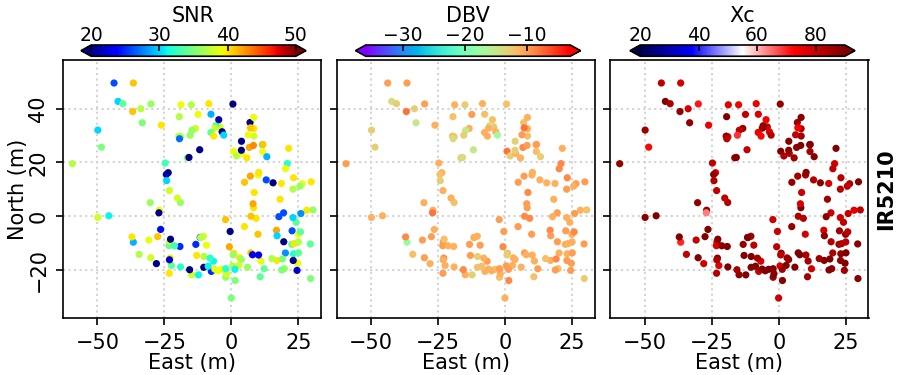 SNR DBV Xc
20 30 40 50 −30 −20 −10 20 40 60 80
40
20
0
−20
North (m)
−50 −25 0 25 −50 −25 0 25 −50 −25 0 25
East (m) East (m) East (m)
IR5210